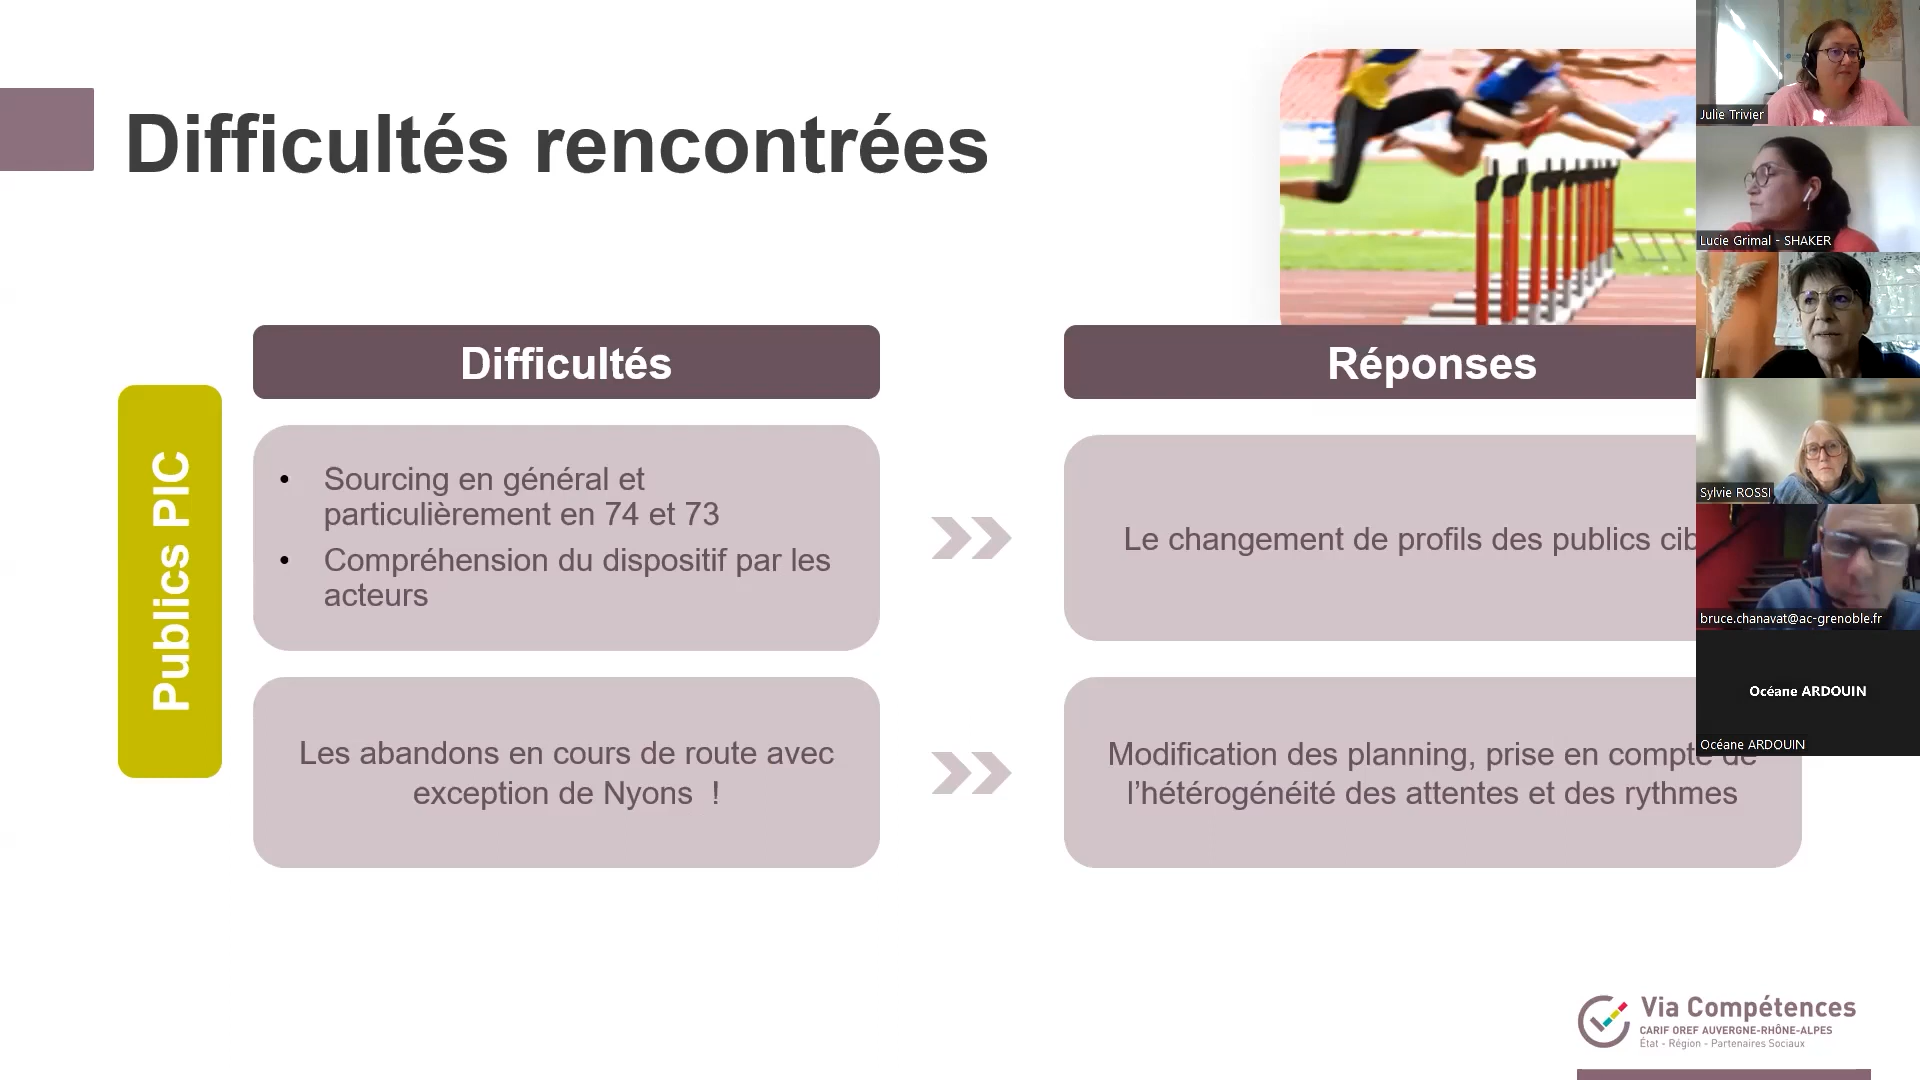 Difficultés rencontrées
Difficultés
Réponses
Publics PIC
• Sourcing en général et
particulièrement en 74 et 73
• Compréhension du dispositif par les
acteurs
Le changement de profils des publics
Les abandons en cours de route avec
exception de Nyons !
Modification des planning, prise en compte de
l’hétérogénéité des attentes et des rythmes
Julie Trivier
Lucie Grimal - SHAKER
Sylvie ROSSI
bruce.chanavat@ac-grenoble.fr
Océane ARDOUIN
Océane ARDOUIN
Via Compétences
CARIF OREF AUVERGNE-RHÔNE-ALPES
État - Région - Partenaires Sociaux